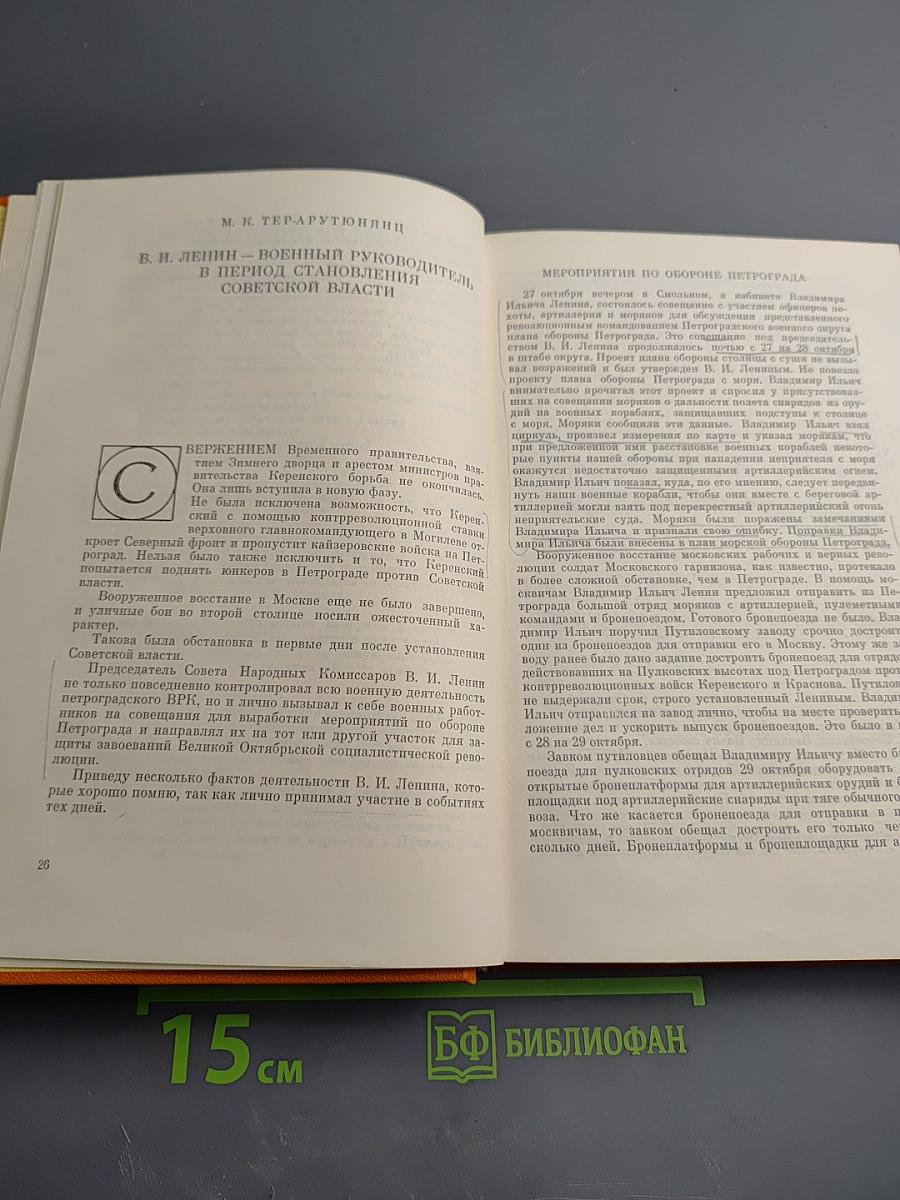 М. К. ТЕР-АРУТЮНЯНЦ
В. И. ЛЕНИН — ВОЕННЫЙ РУКОВОДИТЕЛЬ
В ПЕРИОД СТАНОВЛЕНИЯ
СОВЕТСКОЙ ВЛАСТИ
СВЕРЖЕНИЕМ Временного правительства, взя-
тием Зимнего дворца и арестом министров пра-
вительства Керенского борьба не окончилась.
Она лишь вступила в новую фазу.
Не была исключена возможность, что Керен-
ский с помощью контрреволюционной ставки
верховного главнокомандующего в Могилеве от-
кроет Северный фронт и пропустит кайзеровские войска на Пет-
роград. Нельзя было также исключить и то, что Керенский
попытается поднять юнкеров в Петрограде против Советской
власти.
Вооруженное восстание в Москве еще не было завершено,
и уличные бои во второй столице носили ожесточенный ха-
рактер.
Такова была обстановка в первые дни после установления
Советской власти.
Председатель Совета Народных Комиссаров В. И. Ленин
не только повседневно контролировал всю военную деятельность
петроградского ВРК, но и лично вызывал к себе военных работ-
ников на совещания для выработки мероприятий по обороне
Петрограда и направлял их на тот или другой участок для за-
щиты завоеваний Великой Октябрьской социалистической рево-
люции.
Приведу несколько фактов деятельности В. И. Ленина, кото-
рые хорошо помню, так как лично принимал участие в событиях
тех дней.
26
МЕРОПРИЯТИЯ ПО ОБОРОНЕ ПЕТРОГРАДА
27 октября вечером в Смольном, в кабинете Владимира
Ильича Ленина, состоялось совещание с участием офицеров пе-
хоты, артиллерии и моряков для обсуждения представленного
революционным командованием Петроградского военного округа
плана обороны Петрограда. Это совещание под председатель-
ством В. И. Ленина продолжалось ночью с 27 на 28 октября
в штабе округа. Проект плана обороны столицы с суши не вызы-
вал возражений и был утвержден В. И. Лениным. Не повезло
проекту плана обороны Петрограда с моря. Владимир Ильич
внимательно прочитал этот проект и спросил у присутствовав-
ших на совещании моряков о дальности полета снарядов из ору-
дий на военных кораблях, защищавших подступы к столице
с моря. Моряки сообщили эти данные. Владимир Ильич взял
циркуль, произвел измерения по карте и указал морякам, что
при предложенной ими расстановке военных кораблей некото-
рые пункты нашей обороны при нападении неприятеля с моря
окажутся недостаточно защищенными артиллерийским огнем.
Владимир Ильич показал, куда, по его мнению, следует передви-
нуть наши военные корабли, чтобы они вместе с береговой ар-
тиллерией могли взять под перекрестный артиллерийский огонь
неприятельские суда. Моряки были поражены замечаниями
Владимира Ильича и признали свою ошибку. Поправки Влади-
мира Ильича были внесены в план морской обороны Петрограда.
Вооруженное восстание московских рабочих и верных рево-
люции солдат Московского гарнизона, как известно, протекало
в более сложной обстановке, чем в Петрограде. В помощь мо-
сквичам Владимир Ильич Ленин предложил отправить из Пе-
трограда большой отряд моряков с артиллерией, пулеметными
командами и бронепоездом. Готового бронепоезда не было. Вла-
димир Ильич поручил Путиловскому заводу срочно достроит
один из бронепоездов для отправки его в Москву. Этому же за
воду ранее было дано задание достроить бронепоезд для отрядо
действовавших на Пулковских высотах под Петроградом прот
контрреволюционных войск Керенского и Краснова. Путилов
не выдержали срок, строго установленный Лениным. Владим
Ильич отправился на завод лично, чтобы на месте проверить
ложение дел и ускорить выпуск бронепоездов. Это было в н
с 28 на 29 октября.
Завком путиловцев обещал Владимиру Ильичу вместо бр
поезда для пулковских отрядов 29 октября оборудовать
открытые бронеплатформы для артиллерийских орудий и б
площадки под артиллерийские снаряды при тяге обычного
воза. Что же касается бронепоезда для отправки в п
москвичам, то завком обещал достроить его только че
сколько дней. Бронеплатформы и бронеплощадки для а
15 см
БФ БИБЛИОФАН